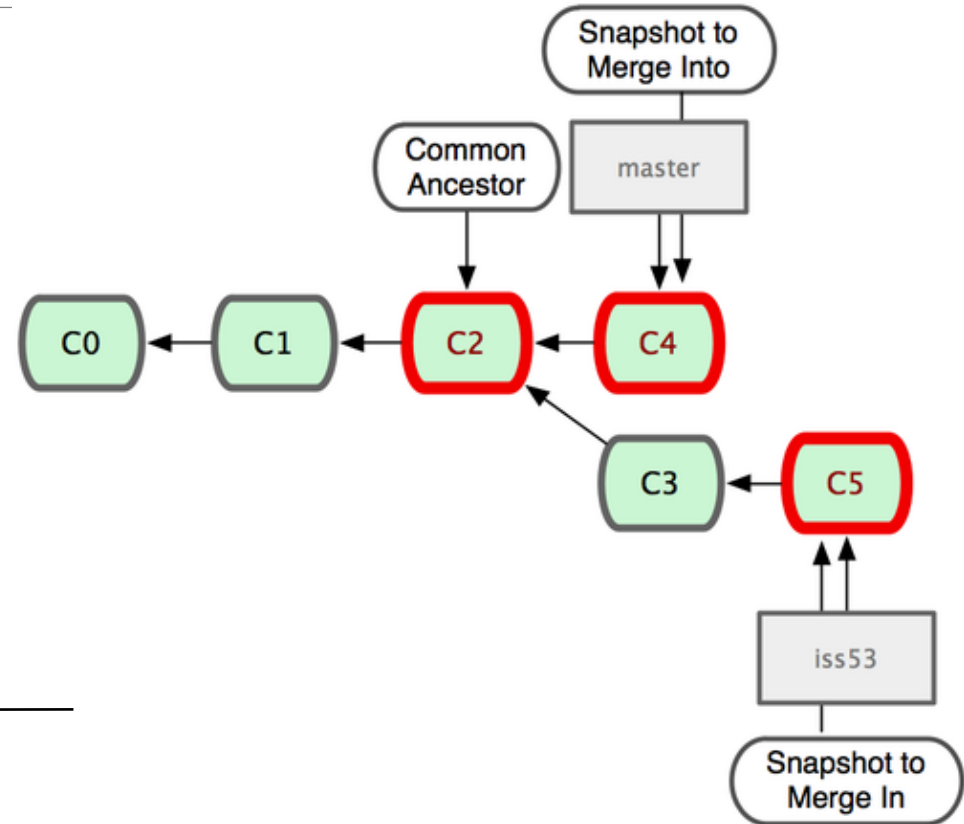 Snapshot to
Merge Into
Common
Ancestor
master
C0
C1
C2
C4
C3
C5
iss53
Snapshot to
Merge In